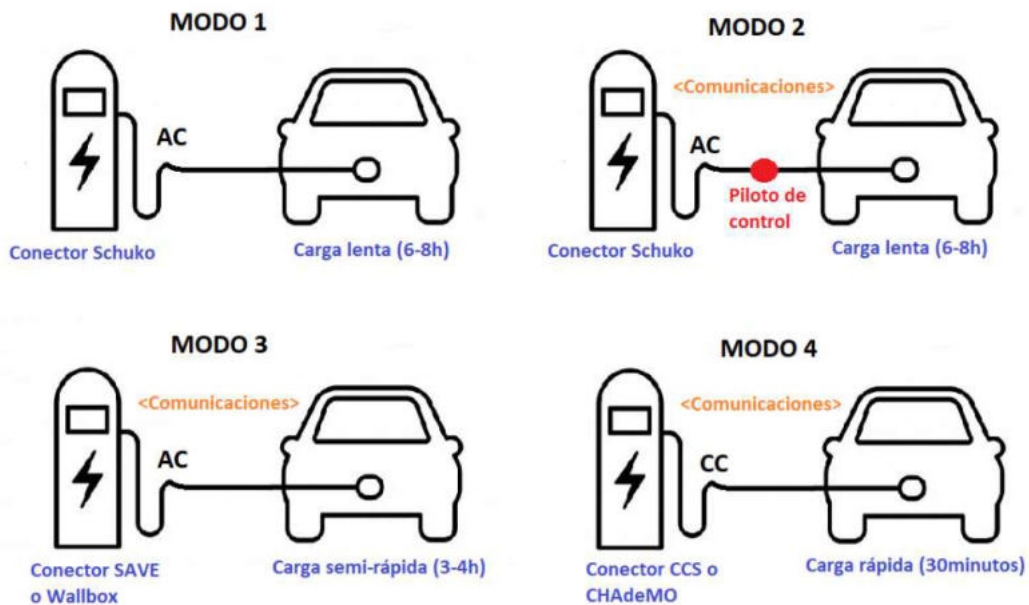 MODO 1
AC
Conector Schuko
Carga lenta (6-8h)
MODO 2
<Comunicaciones>
AC
Piloto de
control
Conector Schuko
Carga lenta (6-8h)
MODO 3
<Comunicaciones>
AC
Conector SAVE
o Wallbox
Carga semi-rápida (3-4h)
MODO 4
<Comunicaciones>
CC
Conector CCS o
CHAdeMO
Carga rápida (30minutos)